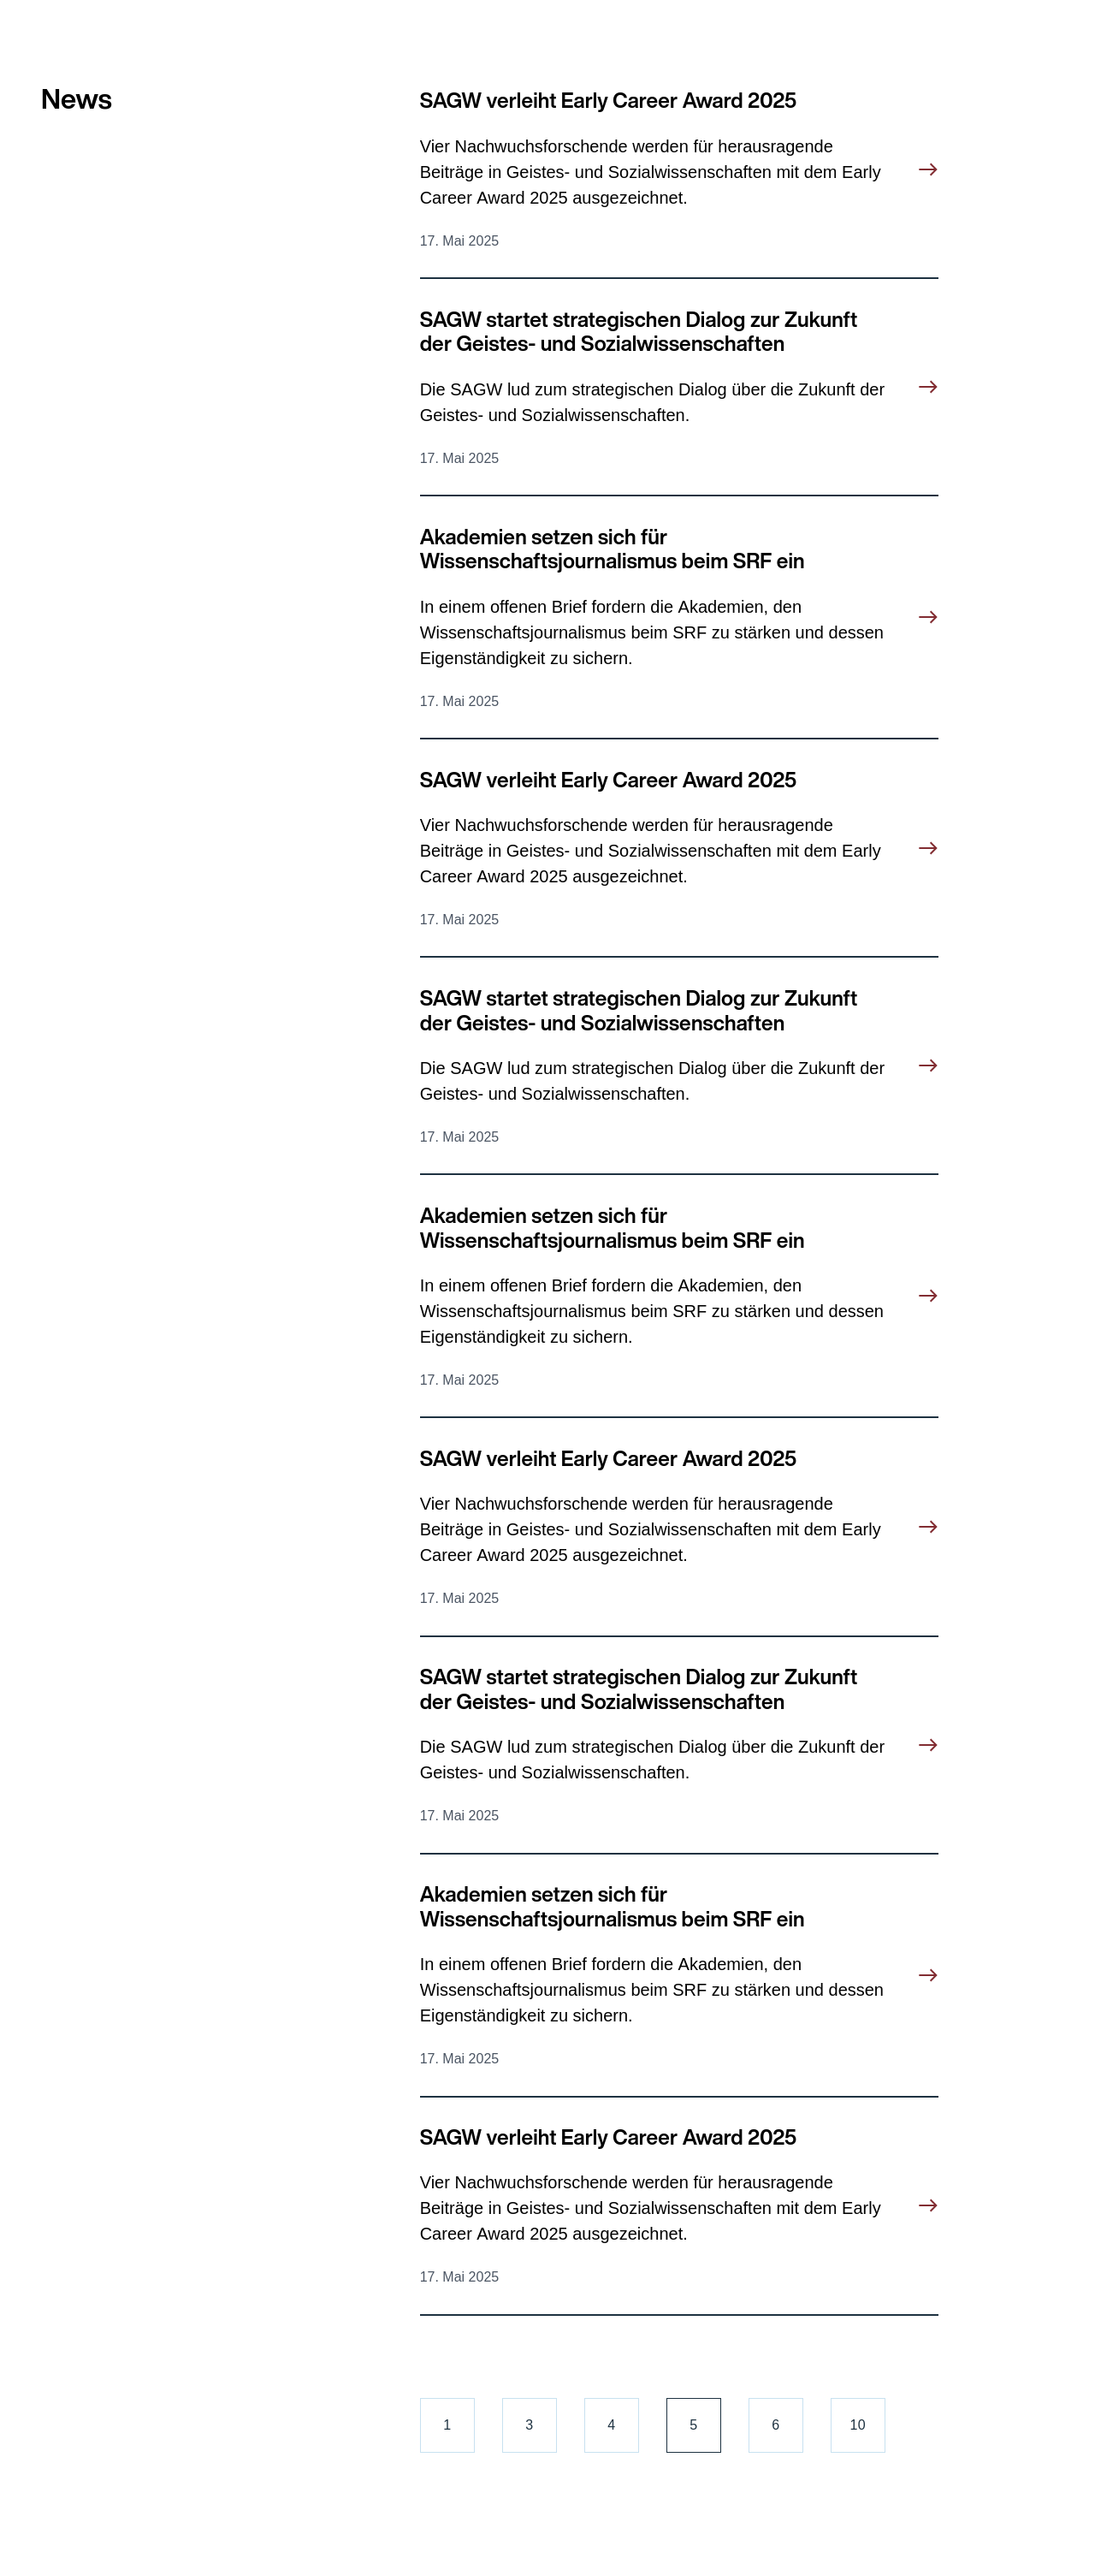 News
SAGW verleiht Early Career Award 2025
Vier Nachwuchsforschende werden für herausragende
Beiträge in Geistes- und Sozialwissenschaften mit dem Early
Career Award 2025 ausgezeichnet.
17. Mai 2025
SAGW startet strategischen Dialog zur Zukunft
der Geistes- und Sozialwissenschaften
Die SAGW lud zum strategischen Dialog über die Zukunft der
Geistes- und Sozialwissenschaften.
17. Mai 2025
Akademien setzen sich für
Wissenschaftsjournalismus beim SRF ein
In einem offenen Brief fordern die Akademien, den
Wissenschaftsjournalismus beim SRF zu stärken und dessen
Eigenständigkeit zu sichern.
17. Mai 2025
SAGW verleiht Early Career Award 2025
Vier Nachwuchsforschende werden für herausragende
Beiträge in Geistes- und Sozialwissenschaften mit dem Early
Career Award 2025 ausgezeichnet.
17. Mai 2025
SAGW startet strategischen Dialog zur Zukunft
der Geistes- und Sozialwissenschaften
Die SAGW lud zum strategischen Dialog über die Zukunft der
Geistes- und Sozialwissenschaften.
17. Mai 2025
Akademien setzen sich für
Wissenschaftsjournalismus beim SRF ein
In einem offenen Brief fordern die Akademien, den
Wissenschaftsjournalismus beim SRF zu stärken und dessen
Eigenständigkeit zu sichern.
17. Mai 2025
SAGW verleiht Early Career Award 2025
Vier Nachwuchsforschende werden für herausragende
Beiträge in Geistes- und Sozialwissenschaften mit dem Early
Career Award 2025 ausgezeichnet.
17. Mai 2025
SAGW startet strategischen Dialog zur Zukunft
der Geistes- und Sozialwissenschaften
Die SAGW lud zum strategischen Dialog über die Zukunft der
Geistes- und Sozialwissenschaften.
17. Mai 2025
Akademien setzen sich für
Wissenschaftsjournalismus beim SRF ein
In einem offenen Brief fordern die Akademien, den
Wissenschaftsjournalismus beim SRF zu stärken und dessen
Eigenständigkeit zu sichern.
17. Mai 2025
SAGW verleiht Early Career Award 2025
Vier Nachwuchsforschende werden für herausragende
Beiträge in Geistes- und Sozialwissenschaften mit dem Early
Career Award 2025 ausgezeichnet.
17. Mai 2025
1 3 4 5 6 10